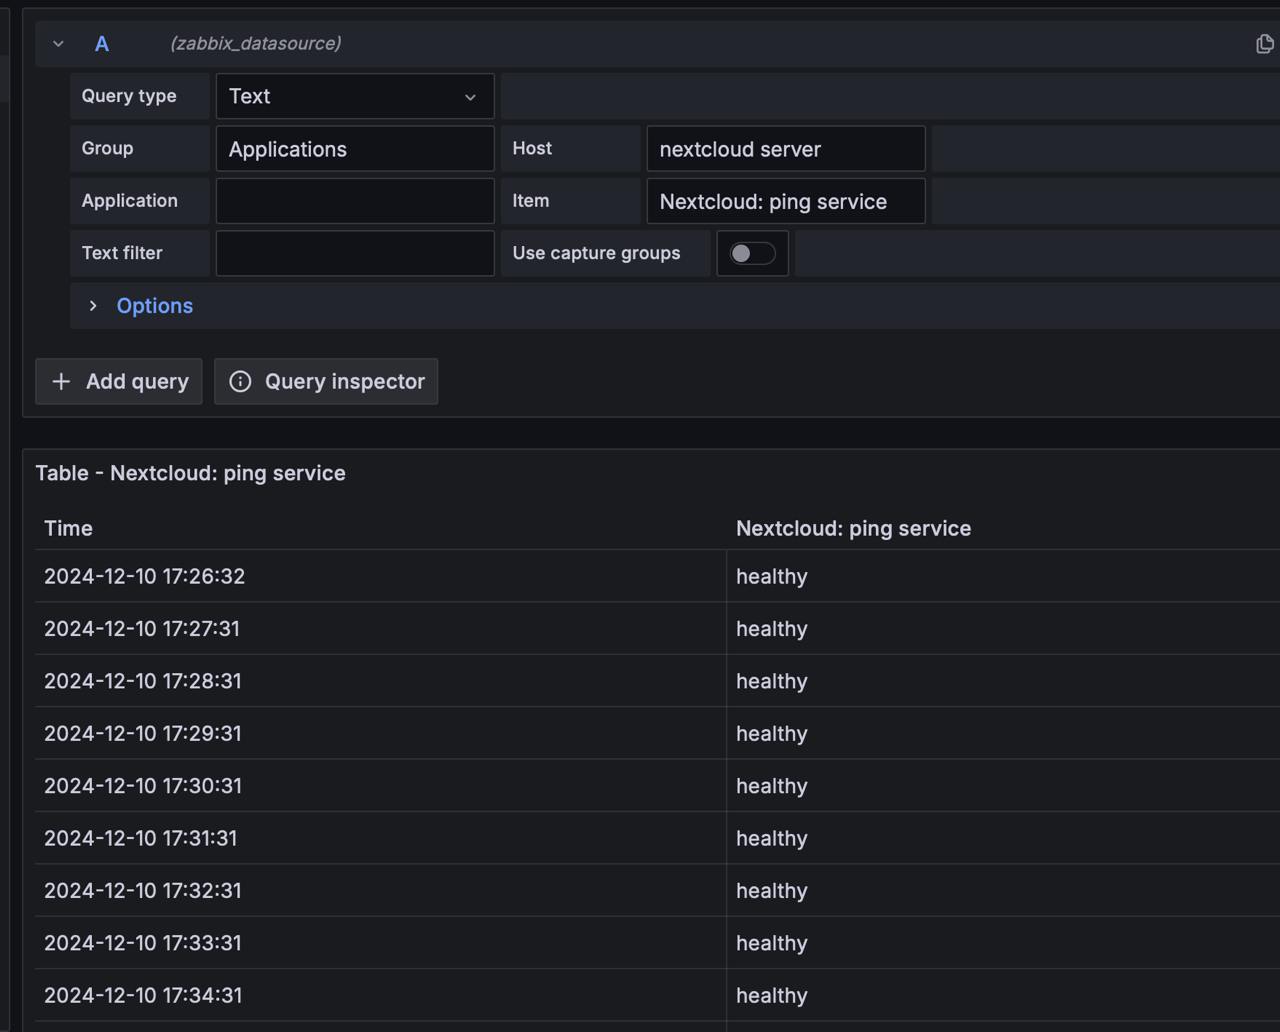 A (zabbix_datasource)
Query type Text
Group Applications Host nextcloud server
Application Item Nextcloud: ping service
Text filter Use capture groups
Options
Add query Query inspector
Table - Nextcloud: ping service
Time Nextcloud: ping service
2024-12-10 17:26:32 healthy
2024-12-10 17:27:31 healthy
2024-12-10 17:28:31 healthy
2024-12-10 17:29:31 healthy
2024-12-10 17:30:31 healthy
2024-12-10 17:31:31 healthy
2024-12-10 17:32:31 healthy
2024-12-10 17:33:31 healthy
2024-12-10 17:34:31 healthy